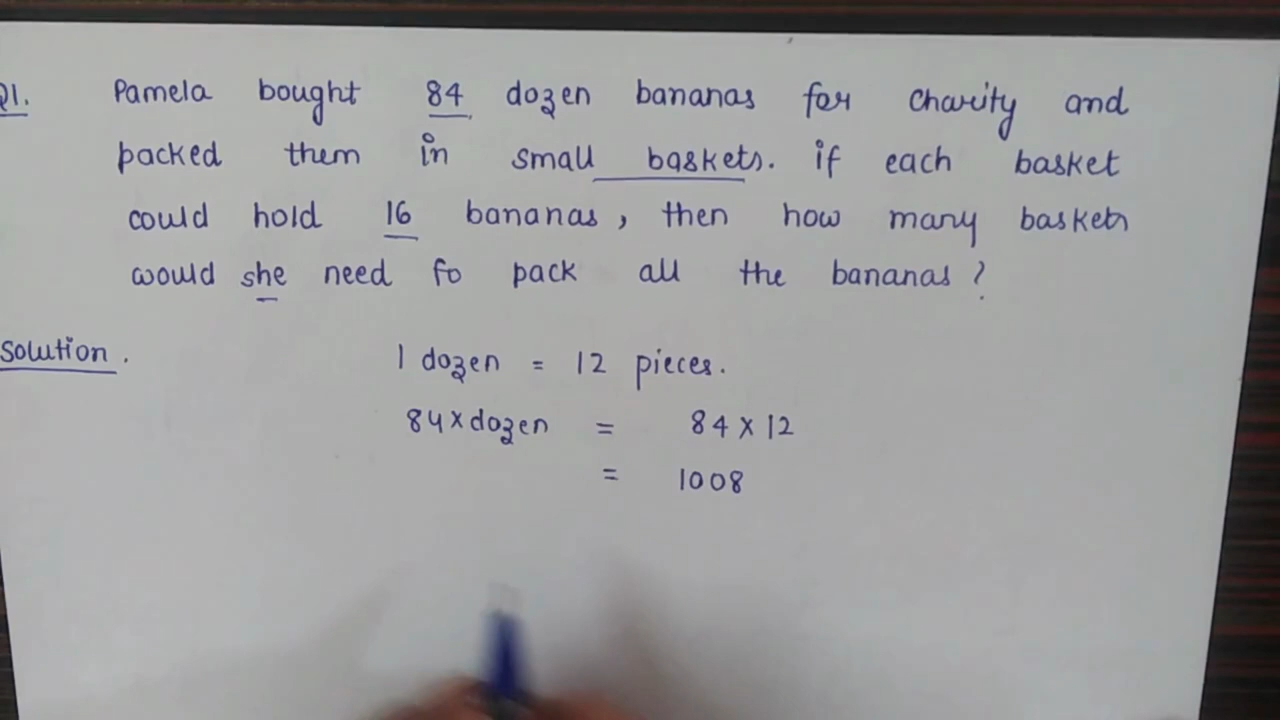 Q1. Pamela bought 84 dozen bananas for charity and
packed them in small baskets. if each basket
could hold 16 bananas, then how many baskets
would she need to pack all the bananas?
Solution.
1 dozen = 12 pieces.
84 x dozen = 84 x 12
= 1008